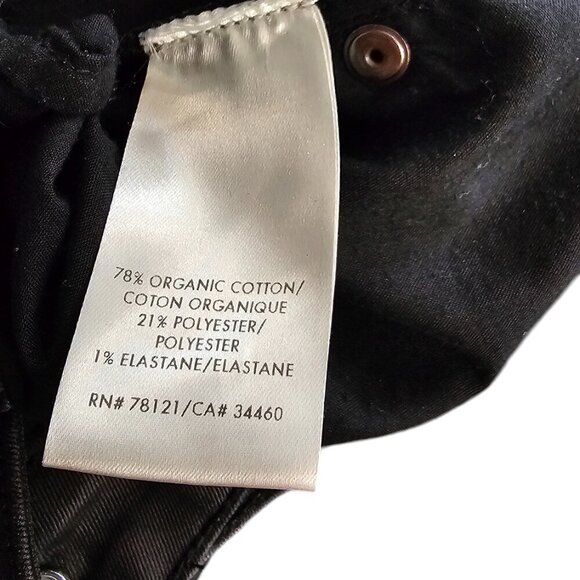 78% ORGANIC COTTON/
COTON ORGANIQUE
21% POLYESTER/
POLYESTER
1% ELASTANE/ELASTANE
RN# 78121/CA# 34460